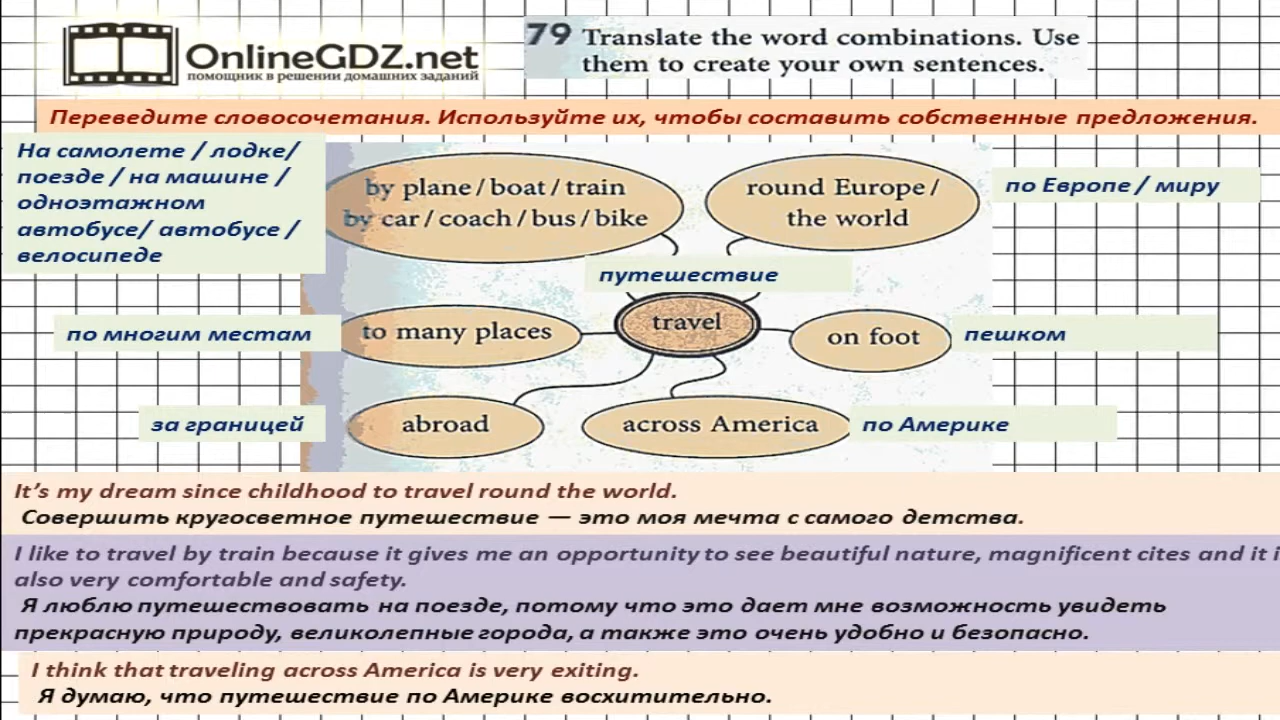 OnlineGDZ.net
помощник в решении домашних заданий
79 Translate the word combinations. Use
them to create your own sentences.
Переведите словосочетания. Используйте их, чтобы составить собственные предложения.
На самолете / лодке/
поезде / на машине /
одноэтажном
автобусе/ автобусе /
велосипеде
by plane / boat / train
by car / coach / bus / bike
round Europe /
the world
по Европе / миру
путешествие
по многим местам
to many places
travel
on foot
пешком
за границей
abroad
across America
по Америке
It's my dream since childhood to travel round the world.
Совершить кругосветное путешествие — это моя мечта с самого детства.
I like to travel by train because it gives me an opportunity to see beautiful nature, magnificent cites and it i
also very comfortable and safety.
Я люблю путешествовать на поезде, потому что это дает мне возможность увидеть
прекрасную природу, великолепные города, а также это очень удобно и безопасно.
I think that traveling across America is very exiting.
Я думаю, что путешествие по Америке восхитительно.